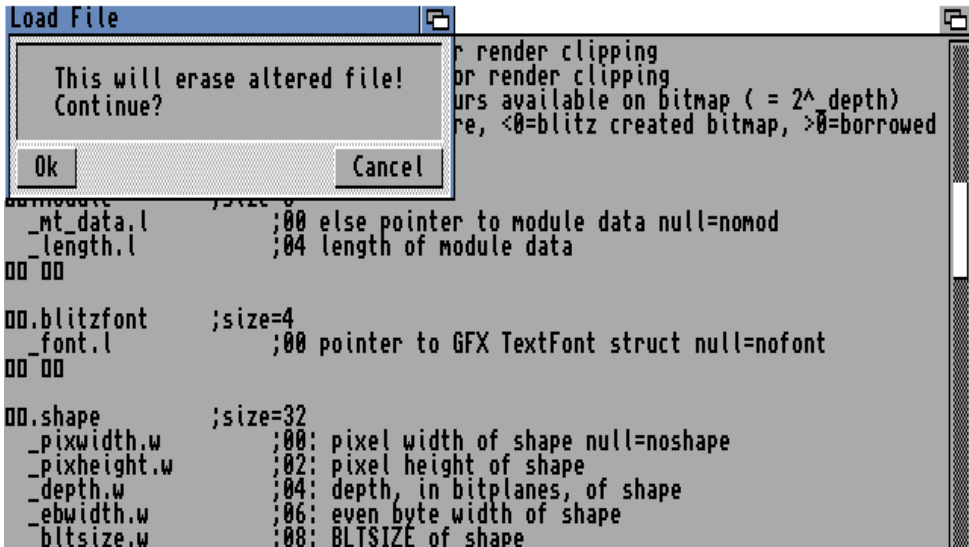 Load File
This will erase altered file!
Continue?
Ok
Cancel
render clipping
or render clipping
urs available on bitmap ( = 2^_depth)
re, <0=blitz created bitmap, >0=borrowed
_mt_data.l ;00 else pointer to module data null=nomod
_length.l ;04 length of module data
.blitzfont ;size=4
_font.l ;00 pointer to GFX TextFont struct null=nofont
.shape ;size=32
_pixwidth.w ;00: pixel width of shape null=noshape
_pixheight.w ;02: pixel height of shape
_depth.w ;04: depth, in bitplanes, of shape
_ebwidth.w ;06: even byte width of shape
_bltsize.w ;08: BLTSIZE of shape